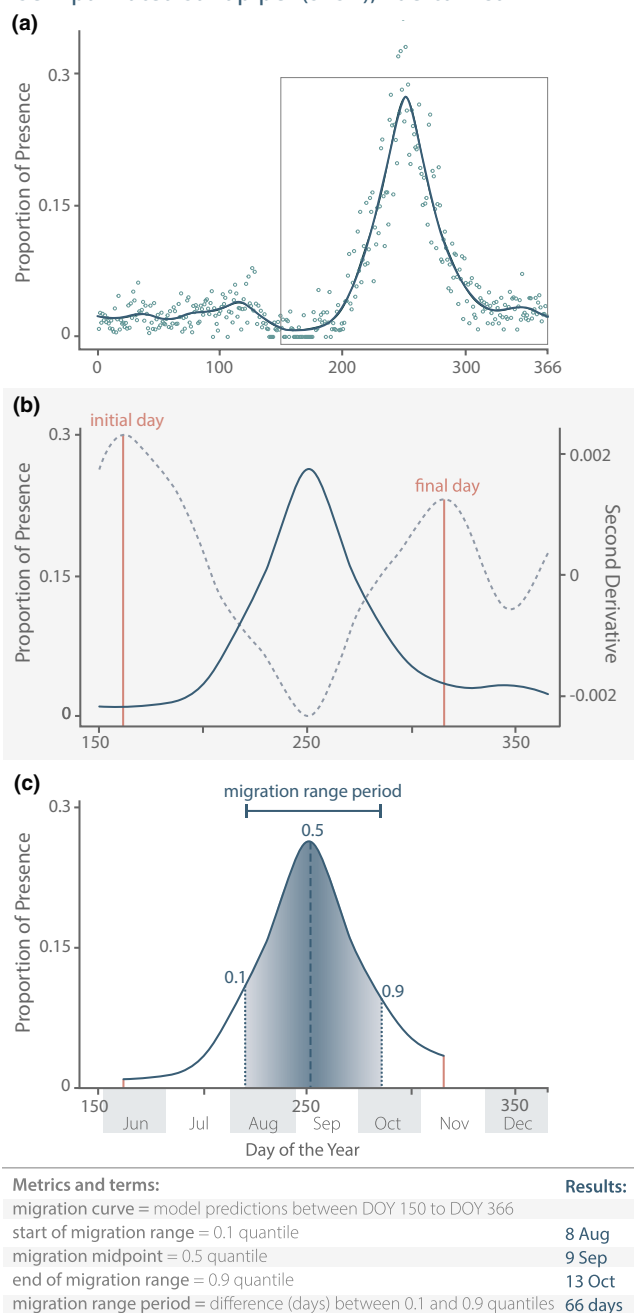 (a)
0.3
0.15
0
Proportion of Presence
0 100 200 300 366
(b)
initial day
final day
0.3
0.15
0
Proportion of Presence
0.002
0
-0.002
Second Derivative
150 250 350
(c)
migration range period
0.5
0.1
0.9
0.3
0.15
0
Proportion of Presence
150 250 350
Jun Jul Aug Sep Oct Nov Dec
Day of the Year
Metrics and terms: Results:
migration curve = model predictions between DOY 150 to DOY 366
start of migration range = 0.1 quantile 8 Aug
migration midpoint = 0.5 quantile 9 Sep
end of migration range = 0.9 quantile 13 Oct
migration range period = difference (days) between 0.1 and 0.9 quantiles 66 days